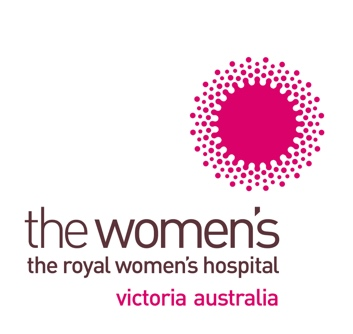 the women's
the royal women's hospital
victoria australia